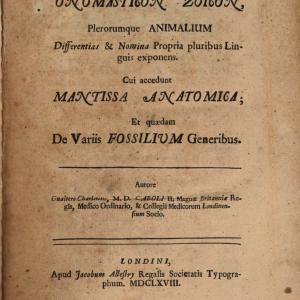 ONOMASTICON ZOICON,
Plerorumque ANIMALIUM
Differentias & Nomina Propria pluribus Lin-
guis exponens.
Cui accedunt
MANTISSA ANATOMICA;
Et quædam
De Variis FOSSILIUM Generibus.
Autore
Gualtero Charletono, M. D. CAROLI II. Magnæ Britanniæ Re-
gis, Medico Ordinario, & Collegii Medicorum Londinen-
sium Socio.
LONDINI,
Apud Jacobum Allestry Regalis Societatis Typogra-
phum. MDCLXVIII.